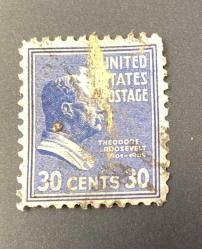 UNITED
STATES
POSTAGE
THEODORE
ROOSEVELT
1901-1909
30 CENTS 30